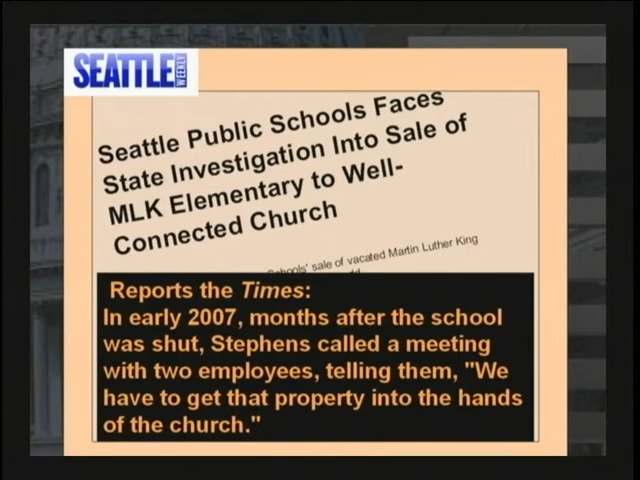 SEATTLE WEEKLY
Seattle Public Schools Faces
State Investigation Into Sale of
MLK Elementary to Well-
Connected Church
Schools' sale of vacated Martin Luther King
Reports the Times:
In early 2007, months after the school
was shut, Stephens called a meeting
with two employees, telling them, "We
have to get that property into the hands
of the church."